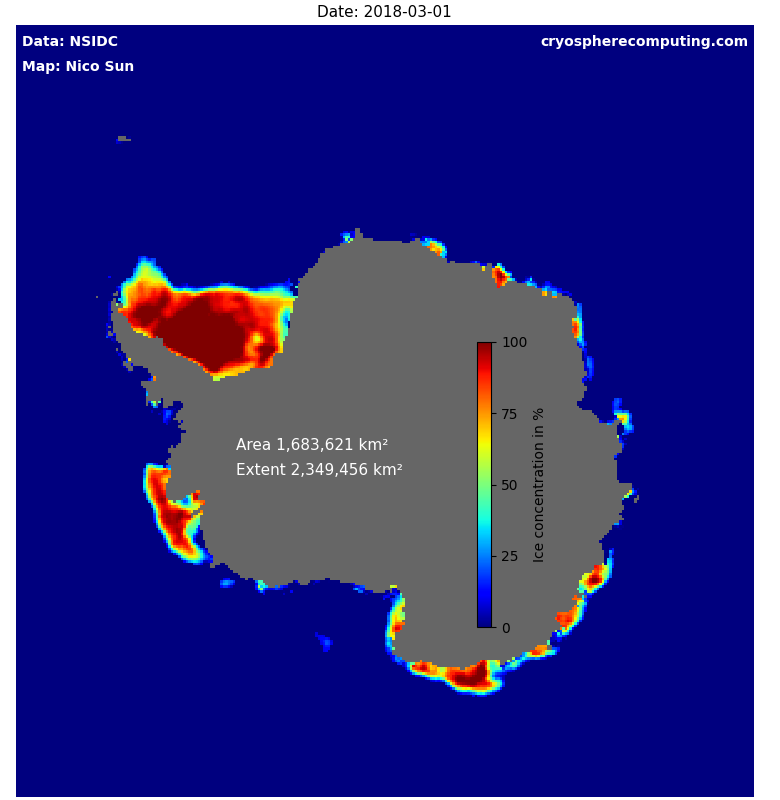 Date: 2018-03-01
Data: NSIDC
cryospherecomputing.com
Map: Nico Sun
Area 1,683,621 km²
Extent 2,349,456 km²
100
75
50
25
0
Ice concentration in %